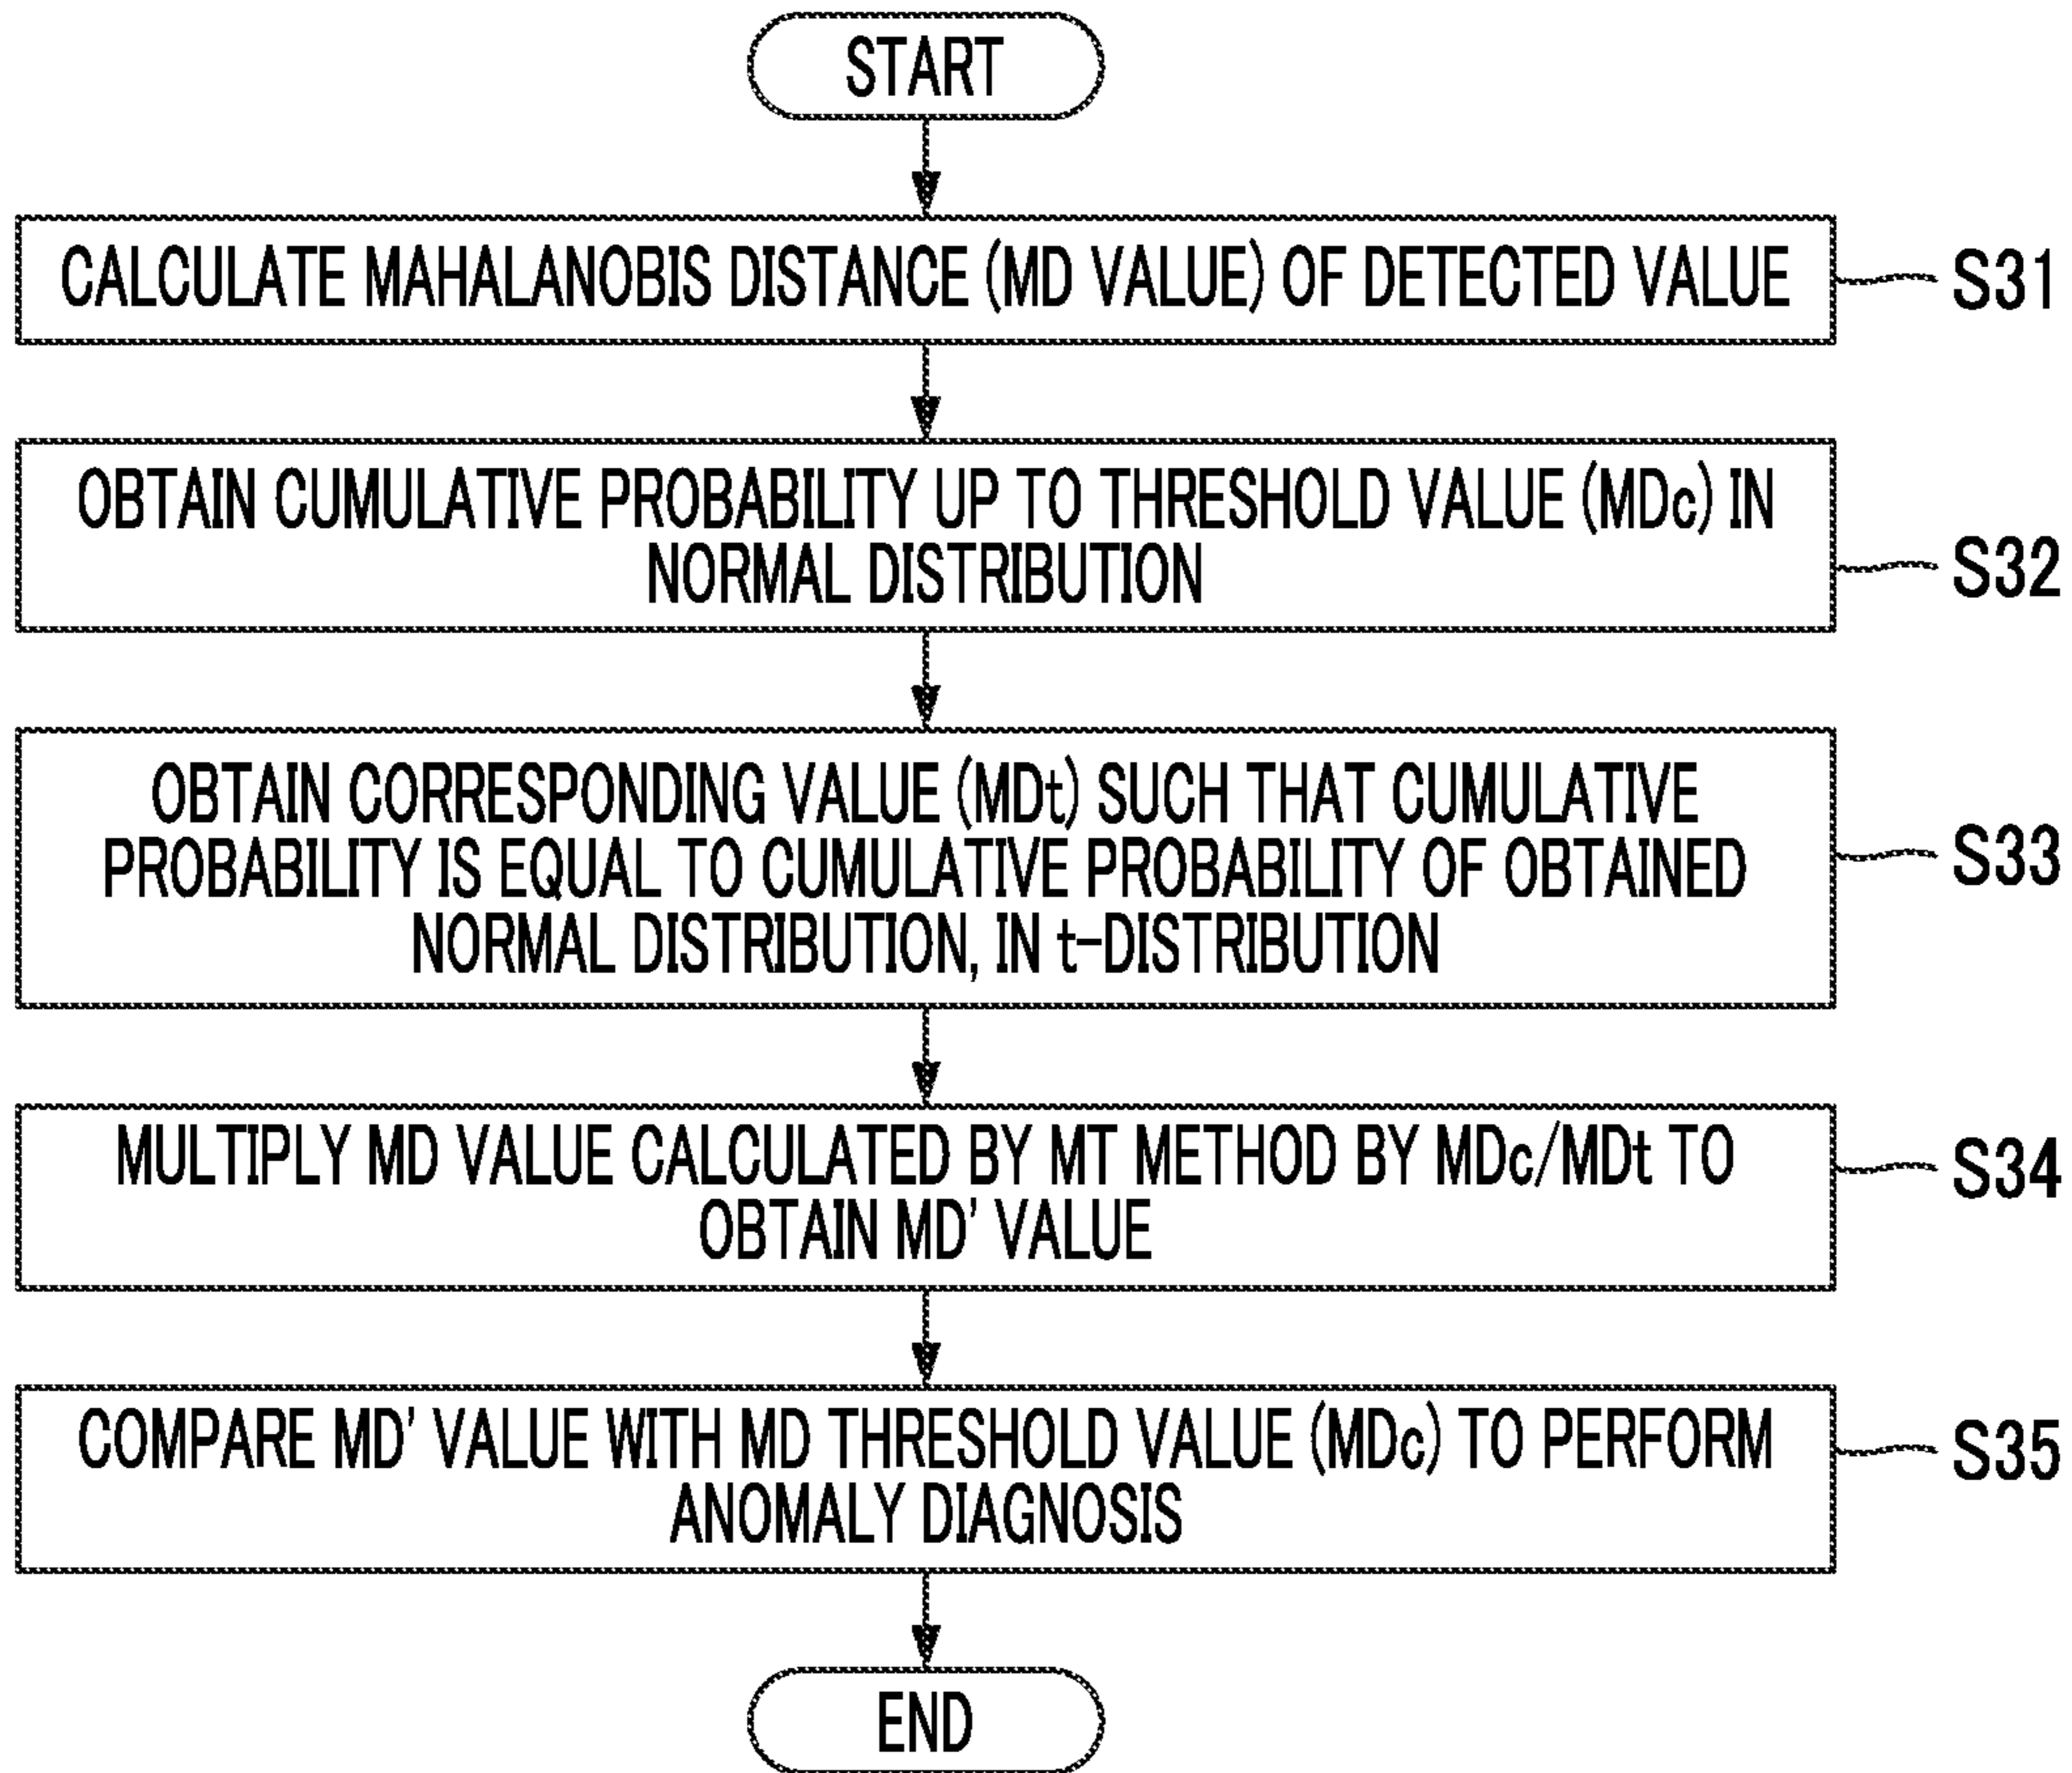 START
CALCULATE MAHALANOBIS DISTANCE (MD VALUE) OF DETECTED VALUE
S31
OBTAIN CUMULATIVE PROBABILITY UP TO THRESHOLD VALUE (MDc) IN
NORMAL DISTRIBUTION
S32
OBTAIN CORRESPONDING VALUE (MDt) SUCH THAT CUMULATIVE
PROBABILITY IS EQUAL TO CUMULATIVE PROBABILITY OF OBTAINED
NORMAL DISTRIBUTION, IN t-DISTRIBUTION
S33
MULTIPLY MD VALUE CALCULATED BY MT METHOD BY MDc/MDt TO
OBTAIN MD' VALUE
S34
COMPARE MD' VALUE WITH MD THRESHOLD VALUE (MDc) TO PERFORM
ANOMALY DIAGNOSIS
S35
END